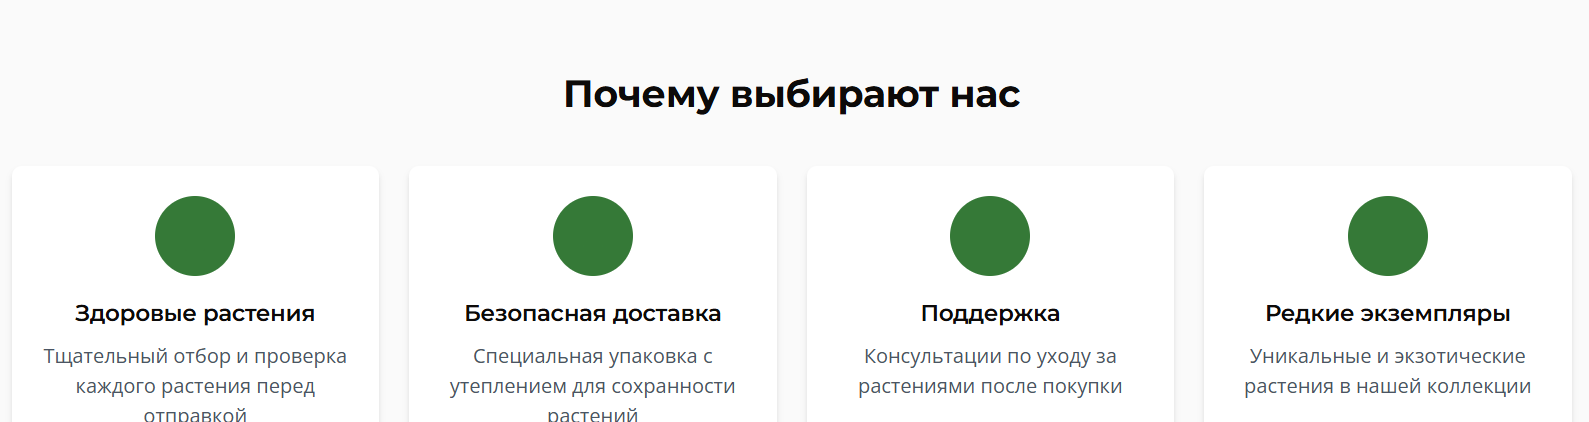 Почему выбирают нас
Здоровые растения
Тщательный отбор и проверка
каждого растения перед
отправкой
Безопасная доставка
Специальная упаковка с
утеплением для сохранности
растений
Поддержка
Консультации по уходу за
растениями после покупки
Редкие экземпляры
Уникальные и экзотические
растения в нашей коллекции